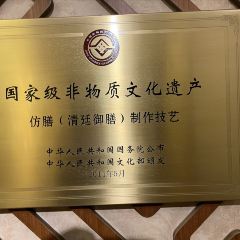 国家级非物质文化遗产
仿膳（清廷御膳）制作技艺
中华人民共和国国务院公布
中华人民共和国文化部颁发